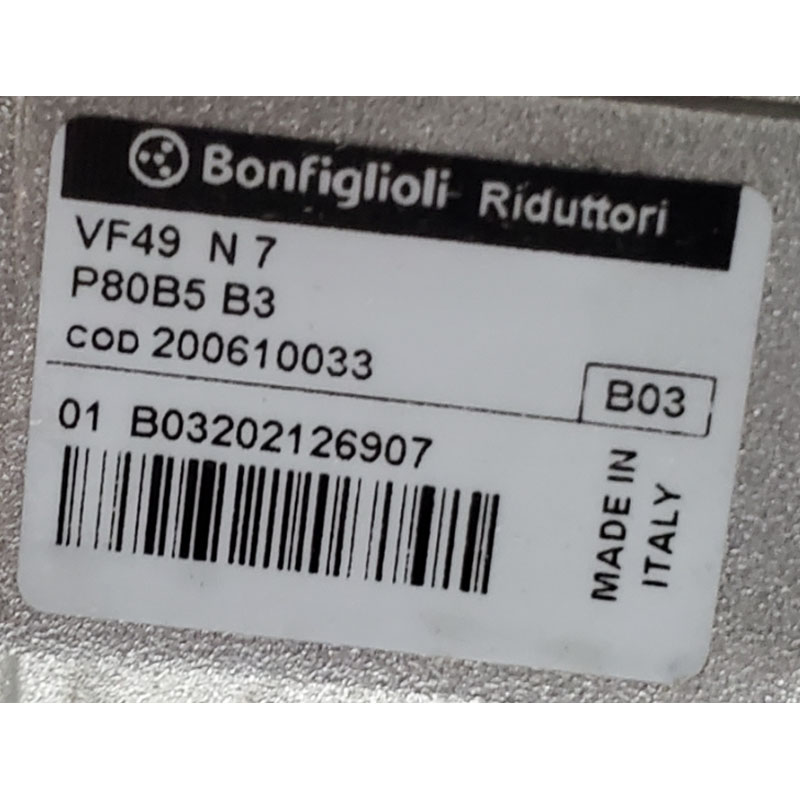 Bonfiglioli Riduttori
VF49 N 7
P80B5 B3
COD 200610033
B03
01 B03202126907
MADE IN
ITALY